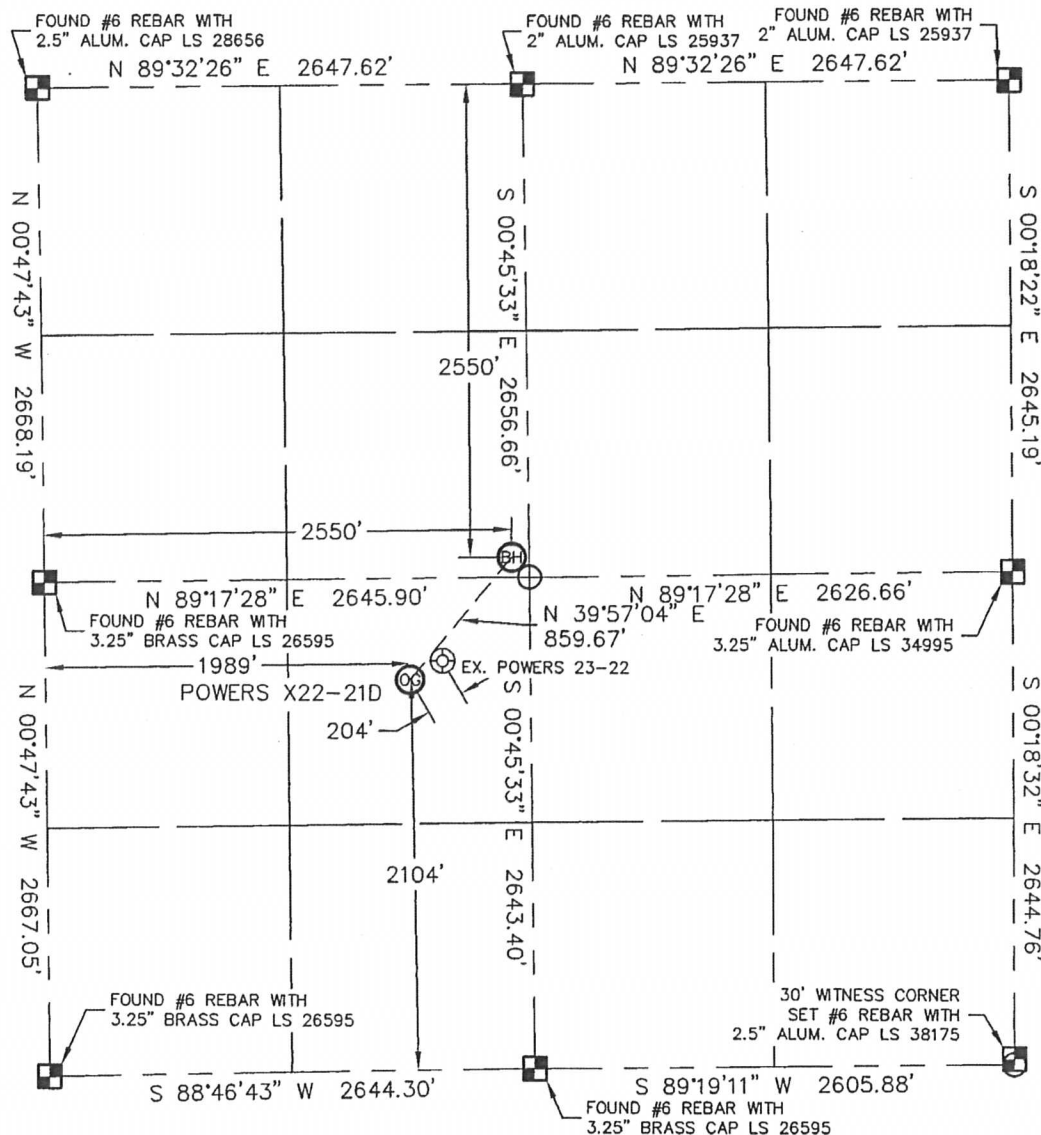 FOUND #6 REBAR WITH
2.5" ALUM. CAP LS 28656
FOUND #6 REBAR WITH
2" ALUM. CAP LS 25937
FOUND #6 REBAR WITH
2" ALUM. CAP LS 25937
N 89°32'26" E 2647.62'
N 89°32'26" E 2647.62'
N 00°47'43" W 2668.19'
S 00°45'33" E 2656.66'
S 00°18'22" E 2645.19'
2550'
2550'
BH
N 89°17'28" E 2645.90'
N 89°17'28" E 2626.66'
FOUND #6 REBAR WITH
3.25" BRASS CAP LS 26595
N 39°57'04" E
859.67'
FOUND #6 REBAR WITH
3.25" ALUM. CAP LS 34995
1989'
EX. POWERS 23-22
OG
POWERS X22-21D
204'
N 00°47'43" W 2667.05'
S 00°45'33" E 2643.40'
S 00°18'32" E 2644.76'
2104'
FOUND #6 REBAR WITH
3.25" BRASS CAP LS 26595
30' WITNESS CORNER
SET #6 REBAR WITH
2.5" ALUM. CAP LS 38175
S 88°46'43" W 2644.30'
S 89°19'11" W 2605.88'
FOUND #6 REBAR WITH
3.25" BRASS CAP LS 26595